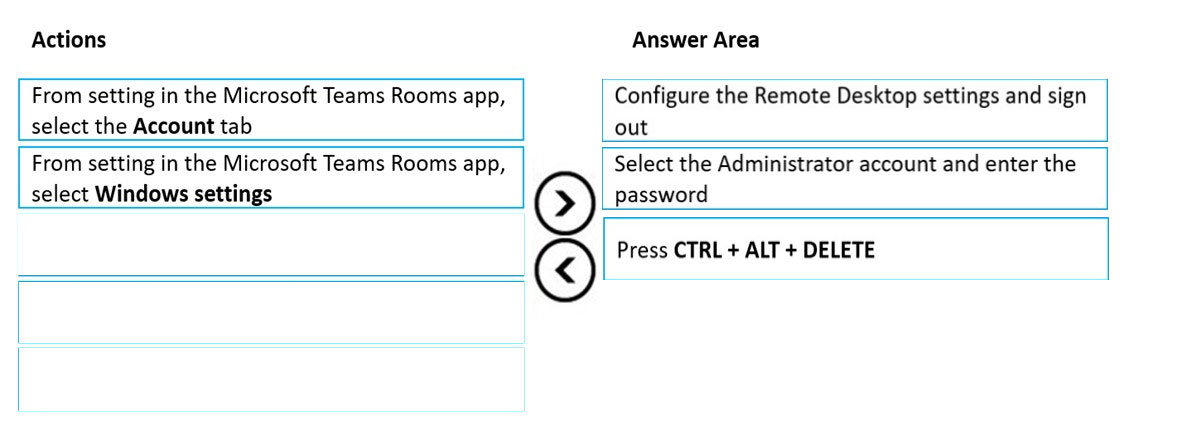 Actions
From setting in the Microsoft Teams Rooms app,
select the Account tab
From setting in the Microsoft Teams Rooms app,
select Windows settings
Answer Area
Configure the Remote Desktop settings and sign
out
Select the Administrator account and enter the
password
Press CTRL + ALT + DELETE